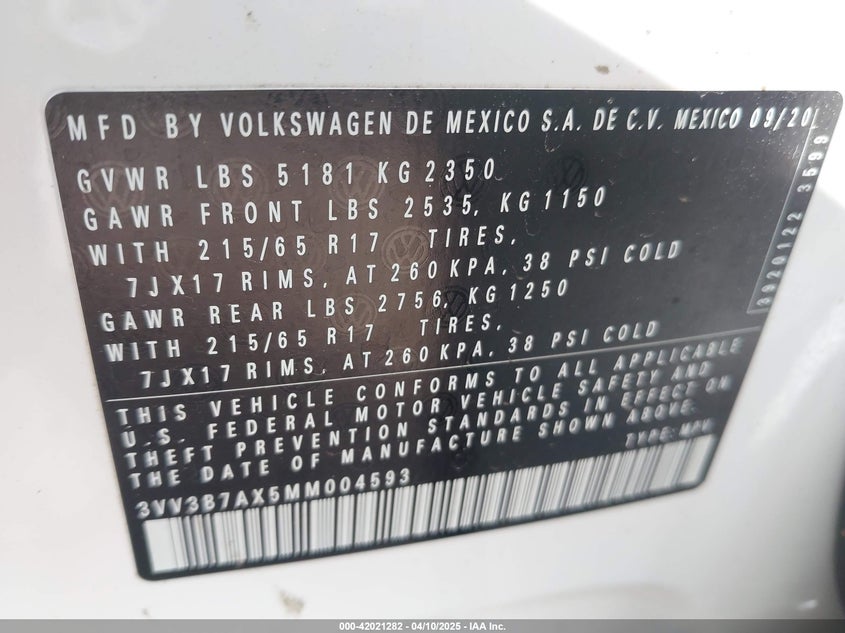 MFD BY VOLKSWAGEN DE MEXICO S.A. DE C.V. MEXICO 09/20
GVWR LBS 5181 KG 2350
GAWR FRONT LBS 2535, KG 1150
WITH 215/65 R17 TIRES,
7JX17 RIMS, AT 260 KPA, 38 PSI COLD
GAWR REAR LBS 2756, KG 1250
WITH 215/65 R17 TIRES,
7JX17 RIMS, AT 260 KPA, 38 PSI COLD
3920122 3699
THIS VEHICLE CONFORMS TO ALL APPLICABLE
U.S. FEDERAL MOTOR VEHICLE SAFETY AND
THEFT PREVENTION STANDARDS IN EFFECT ON
THE DATE OF MANUFACTURE SHOWN ABOVE.
TYPE: MPV
3VV3B7AX5MM004593
000-42021282 - 04/10/2025 - IAA Inc.